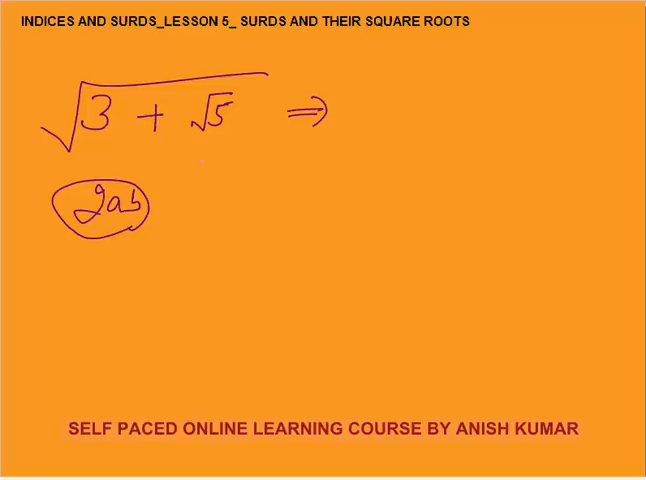 INDICES AND SURDS_LESSON 5_ SURDS AND THEIR SQUARE ROOTS
√(3 + √5) ⇒
2ab
SELF PACED ONLINE LEARNING COURSE BY ANISH KUMAR